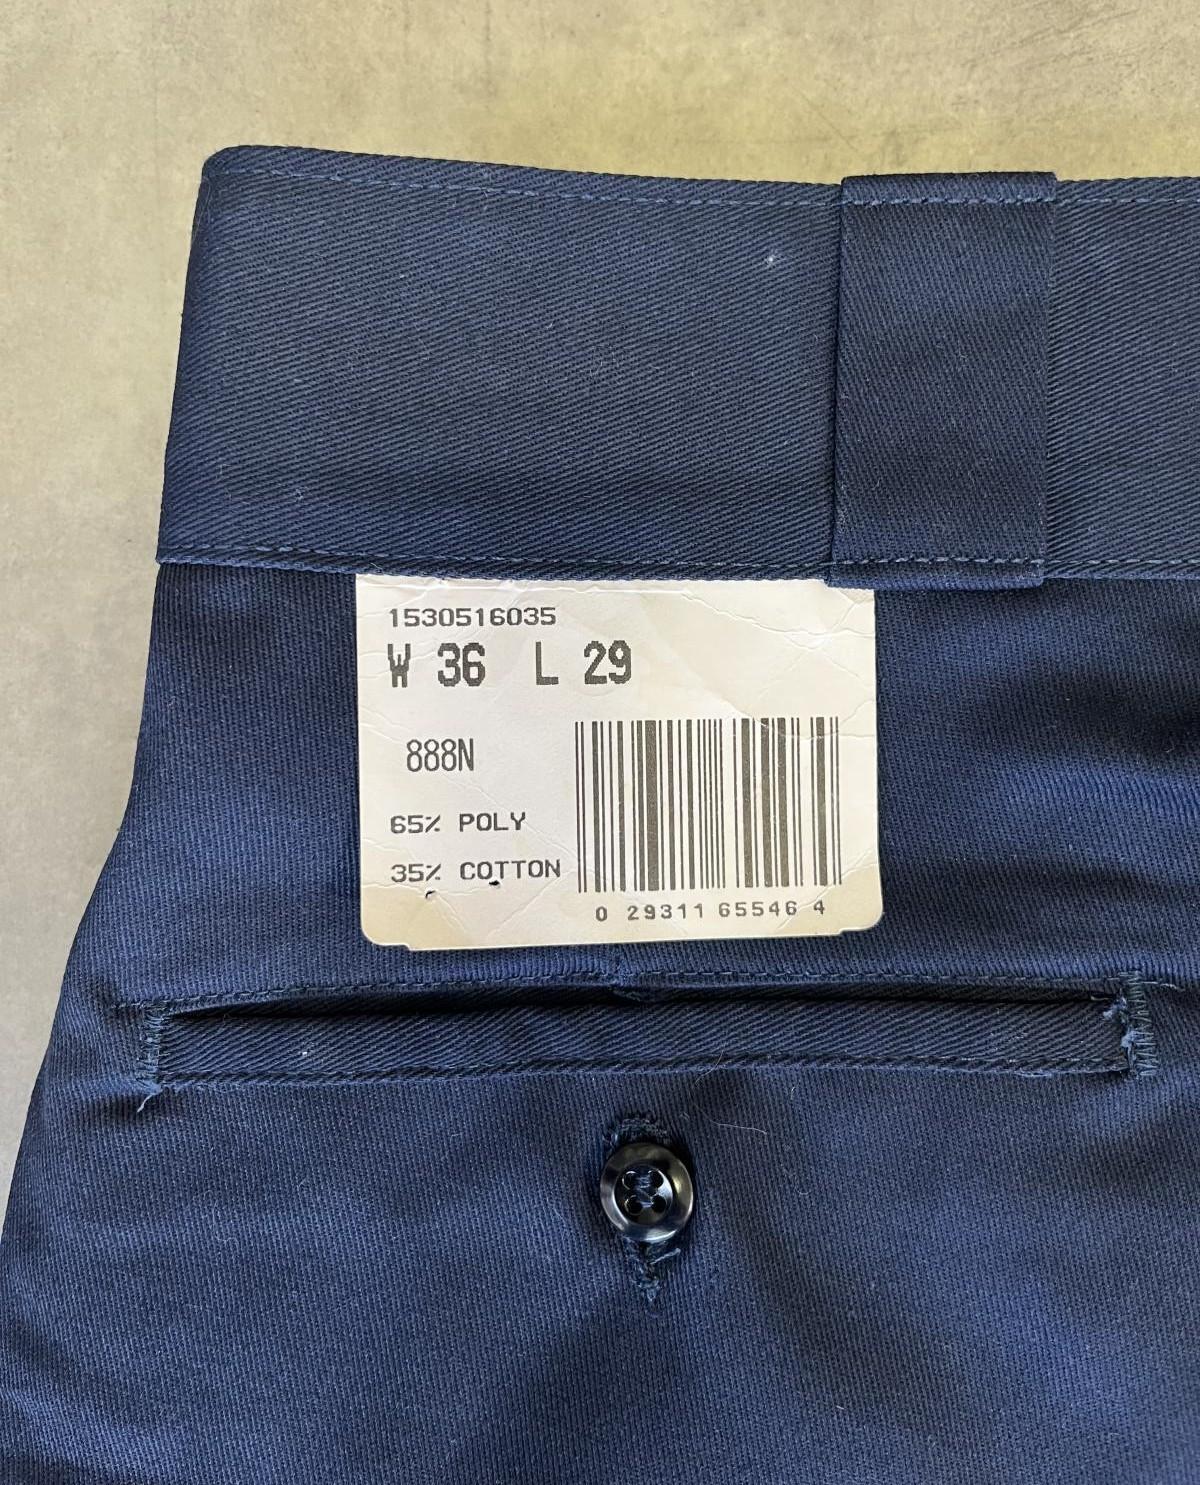 1530516035
W 36 L 29
888N
65% POLY
35% COTTON
0 29311 65546 4